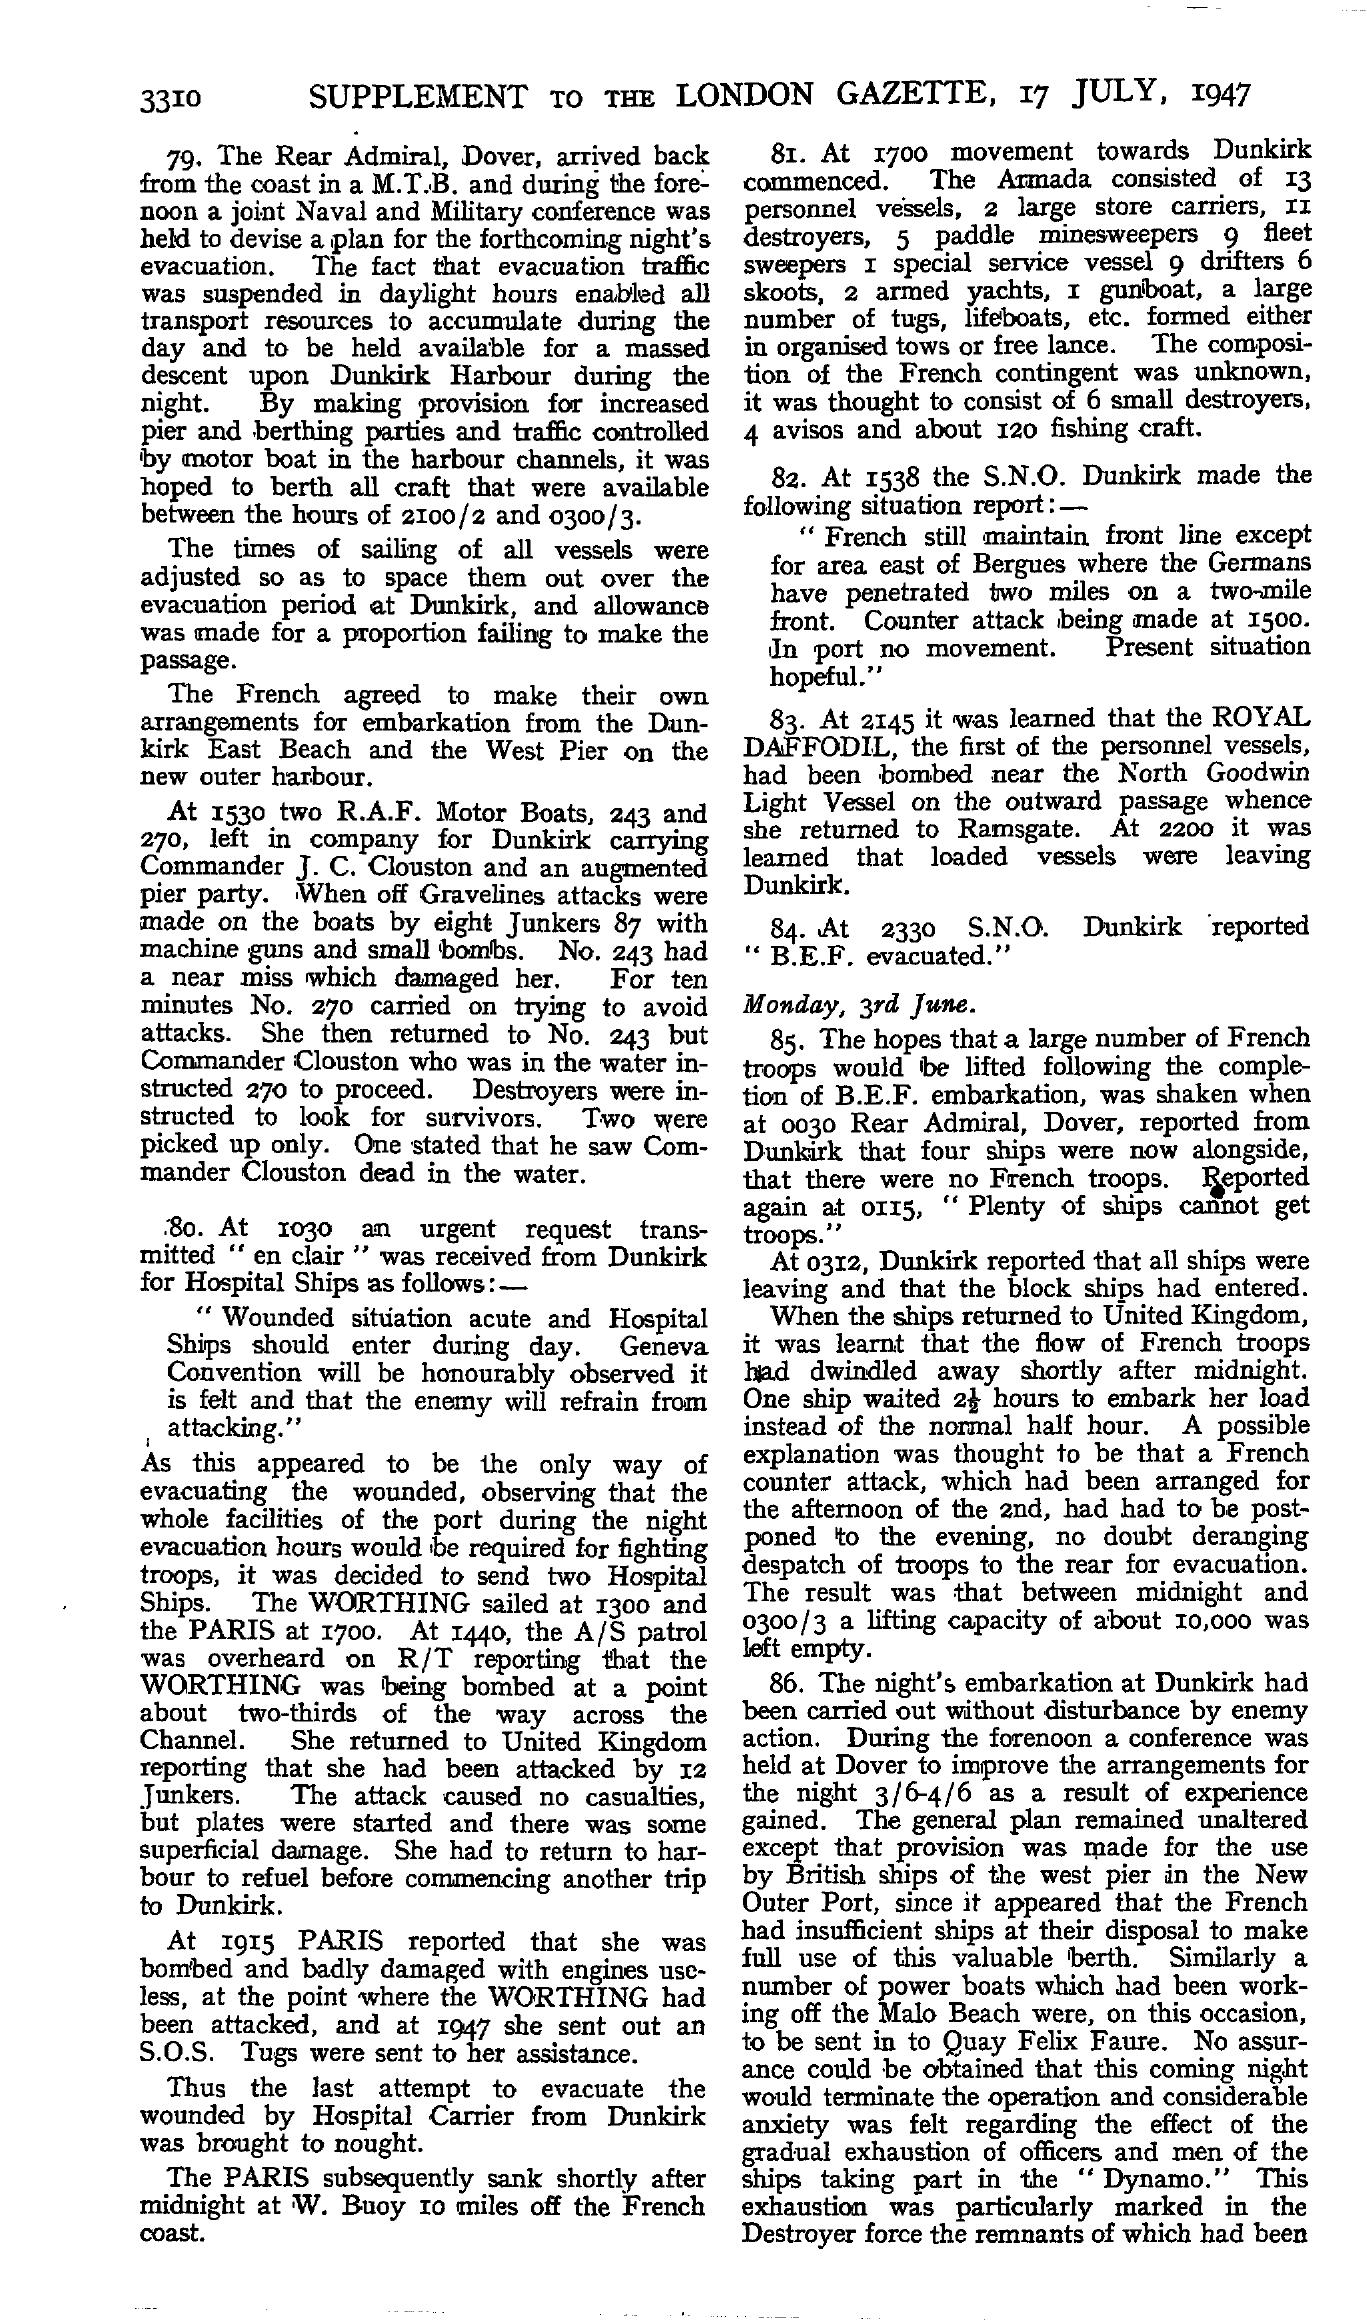 3310 SUPPLEMENT TO THE LONDON GAZETTE, 17 JULY, 1947
79. The Rear Admiral, Dover, arrived back
from the coast in a M.T.B. and during the fore-
noon a joint Naval and Military conference was
held to devise a plan for the forthcoming night's
evacuation. The fact that evacuation traffic
was suspended in daylight hours enabled all
transport resources to accumulate during the
day and to be held available for a massed
descent upon Dunkirk Harbour during the
night. By making provision for increased
pier and berthing parties and traffic controlled
by motor boat in the harbour channels, it was
hoped to berth all craft that were available
between the hours of 2100/2 and 0300/3.
The times of sailing of all vessels were
adjusted so as to space them out over the
evacuation period at Dunkirk, and allowance
was made for a proportion failing to make the
passage.
The French agreed to make their own
arrangements for embarkation from the Dun-
kirk East Beach and the West Pier on the
new outer harbour.
At 1530 two R.A.F. Motor Boats, 243 and
270, left in company for Dunkirk carrying
Commander J. C. Clouston and an augmented
pier party. When off Gravelines attacks were
made on the boats by eight Junkers 87 with
machine guns and small bombs. No. 243 had
a near miss which damaged her. For ten
minutes No. 270 carried on trying to avoid
attacks. She then returned to No. 243 but
Commander Clouston who was in the water in-
structed 270 to proceed. Destroyers were in-
structed to look for survivors. Two were
picked up only. One stated that he saw Com-
mander Clouston dead in the water.
80. At 1030 an urgent request trans-
mitted " en clair " was received from Dunkirk
for Hospital Ships as follows:—
" Wounded situation acute and Hospital
Ships should enter during day. Geneva
Convention will be honourably observed it
is felt and that the enemy will refrain from
attacking."
As this appeared to be the only way of
evacuating the wounded, observing that the
whole facilities of the port during the night
evacuation hours would be required for fighting
troops, it was decided to send two Hospital
Ships. The WORTHING sailed at 1300 and
the PARIS at 1700. At 1440, the A/S patrol
was overheard on R/T reporting that the
WORTHING was being bombed at a point
about two-thirds of the way across the
Channel. She returned to United Kingdom
reporting that she had been attacked by 12
Junkers. The attack caused no casualties,
but plates were started and there was some
superficial damage. She had to return to har-
bour to refuel before commencing another trip
to Dunkirk.
At 1915 PARIS reported that she was
bombed and badly damaged with engines use-
less, at the point where the WORTHING had
been attacked, and at 1947 she sent out an
S.O.S. Tugs were sent to her assistance.
Thus the last attempt to evacuate the
wounded by Hospital Carrier from Dunkirk
was brought to nought.
The PARIS subsequently sank shortly after
midnight at W. Buoy 10 miles off the French
coast.
81. At 1700 movement towards Dunkirk
commenced. The Armada consisted of 13
personnel vessels, 2 large store carriers, 11
destroyers, 5 paddle minesweepers 9 fleet
sweepers 1 special service vessel 9 drifters 6
skoots, 2 armed yachts, 1 gunboat, a large
number of tugs, lifeboats, etc. formed either
in organised tows or free lance. The composi-
tion of the French contingent was unknown,
it was thought to consist of 6 small destroyers,
4 avisos and about 120 fishing craft.
82. At 1538 the S.N.O. Dunkirk made the
following situation report:—
" French still maintain front line except
for area east of Bergues where the Germans
have penetrated two miles on a two-mile
front. Counter attack being made at 1500.
In port no movement. Present situation
hopeful."
83. At 2145 it was learned that the ROYAL
DAFFODIL, the first of the personnel vessels,
had been bombed near the North Goodwin
Light Vessel on the outward passage whence
she returned to Ramsgate. At 2200 it was
learned that loaded vessels were leaving
Dunkirk.
84. At 2330 S.N.O. Dunkirk reported
" B.E.F. evacuated."
Monday, 3rd June.
85. The hopes that a large number of French
troops would be lifted following the comple-
tion of B.E.F. embarkation, was shaken when
at 0030 Rear Admiral, Dover, reported from
Dunkirk that four ships were now alongside,
that there were no French troops. Reported
again at 0115, " Plenty of ships cannot get
troops."
At 0312, Dunkirk reported that all ships were
leaving and that the block ships had entered.
When the ships returned to United Kingdom,
it was learnt that the flow of French troops
had dwindled away shortly after midnight.
One ship waited 2½ hours to embark her load
instead of the normal half hour. A possible
explanation was thought to be that a French
counter attack, which had been arranged for
the afternoon of the 2nd, had had to be post-
poned to the evening, no doubt deranging
despatch of troops to the rear for evacuation.
The result was that between midnight and
0300/3 a lifting capacity of about 10,000 was
left empty.
86. The night's embarkation at Dunkirk had
been carried out without disturbance by enemy
action. During the forenoon a conference was
held at Dover to improve the arrangements for
the night 3/6-4/6 as a result of experience
gained. The general plan remained unaltered
except that provision was made for the use
by British ships of the west pier in the New
Outer Port, since it appeared that the French
had insufficient ships at their disposal to make
full use of this valuable berth. Similarly a
number of power boats which had been work-
ing off the Malo Beach were, on this occasion,
to be sent in to Quay Felix Faure. No assur-
ance could be obtained that this coming night
would terminate the operation and considerable
anxiety was felt regarding the effect of the
gradual exhaustion of officers and men of the
ships taking part in the " Dynamo." This
exhaustion was particularly marked in the
Destroyer force the remnants of which had been